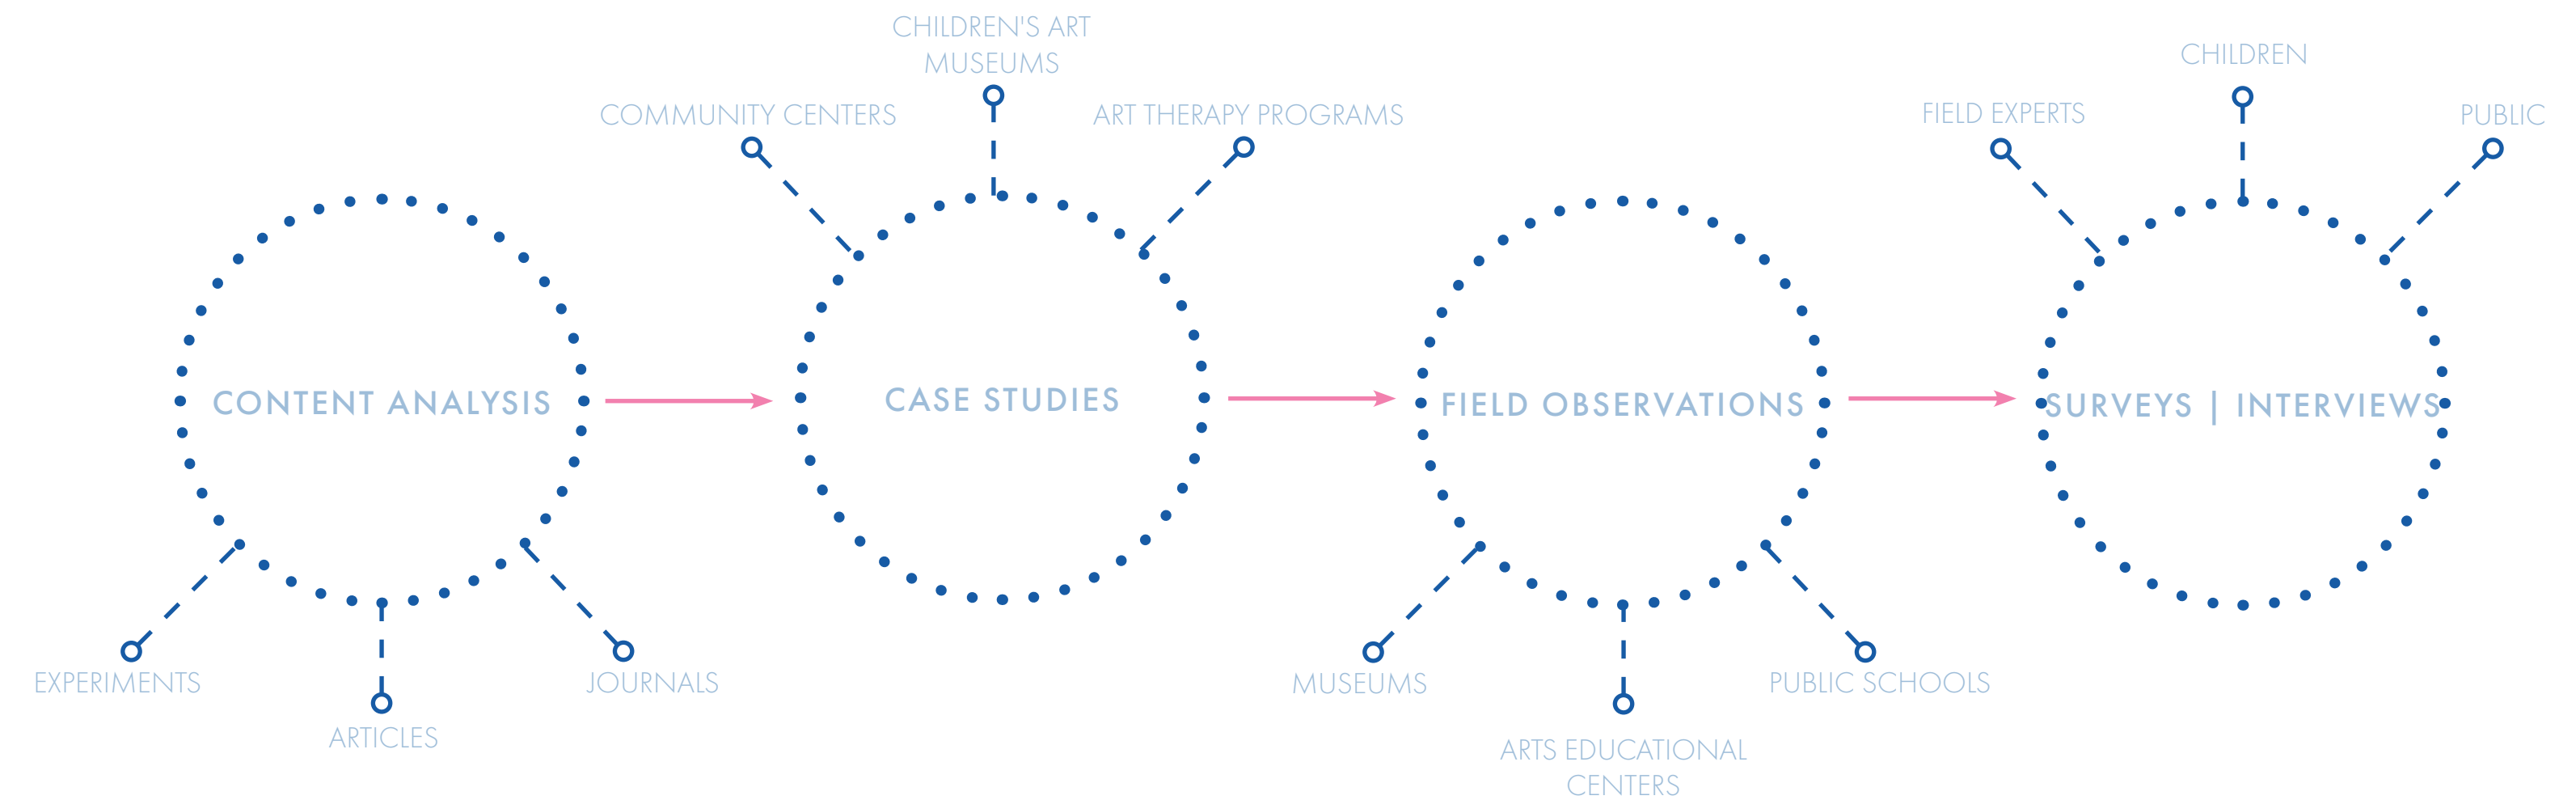 CHILDREN'S ART
MUSEUMS
COMMUNITY CENTERS
ART THERAPY PROGRAMS
CHILDREN
FIELD EXPERTS
PUBLIC
CONTENT ANALYSIS
CASE STUDIES
FIELD OBSERVATIONS
SURVEYS | INTERVIEWS
EXPERIMENTS
ARTICLES
JOURNALS
MUSEUMS
ARTS EDUCATIONAL
CENTERS
PUBLIC SCHOOLS